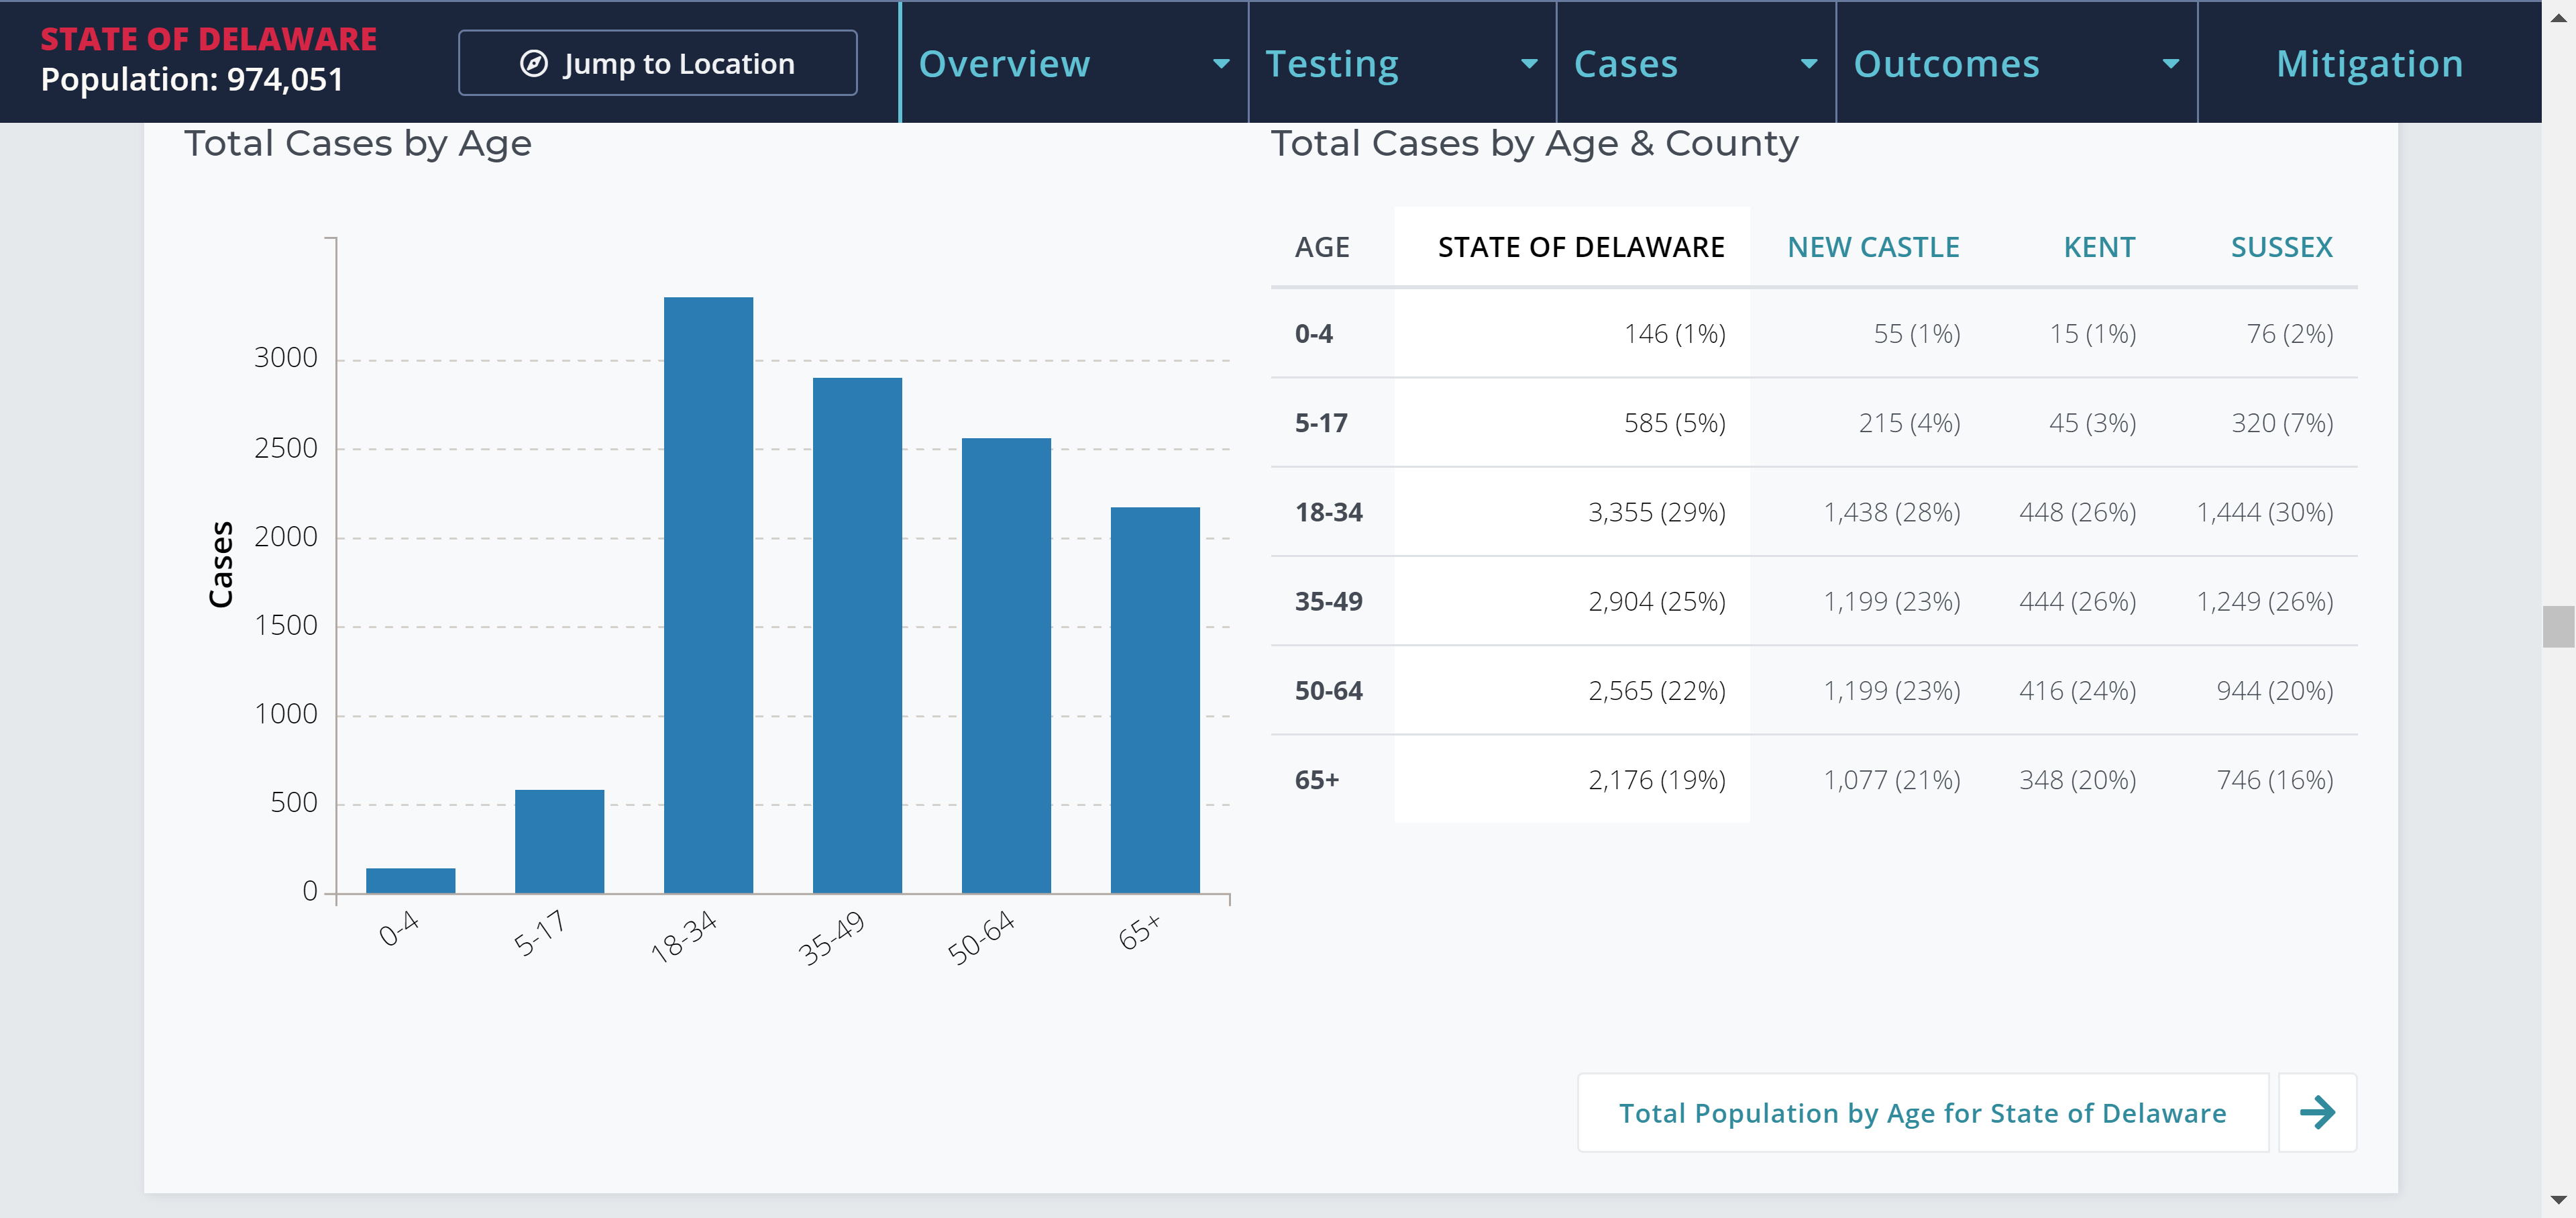 STATE OF DELAWARE
Population: 974,051
Jump to Location
Overview
Testing
Cases
Outcomes
Mitigation
Total Cases by Age
Cases
3000
2500
2000
1500
1000
500
0
0-4
5-17
18-34
35-49
50-64
65+
Total Cases by Age & County
AGE STATE OF DELAWARE NEW CASTLE KENT SUSSEX
0-4 146 (1%) 55 (1%) 15 (1%) 76 (2%)
5-17 585 (5%) 215 (4%) 45 (3%) 320 (7%)
18-34 3,355 (29%) 1,438 (28%) 448 (26%) 1,444 (30%)
35-49 2,904 (25%) 1,199 (23%) 444 (26%) 1,249 (26%)
50-64 2,565 (22%) 1,199 (23%) 416 (24%) 944 (20%)
65+ 2,176 (19%) 1,077 (21%) 348 (20%) 746 (16%)
Total Population by Age for State of Delaware